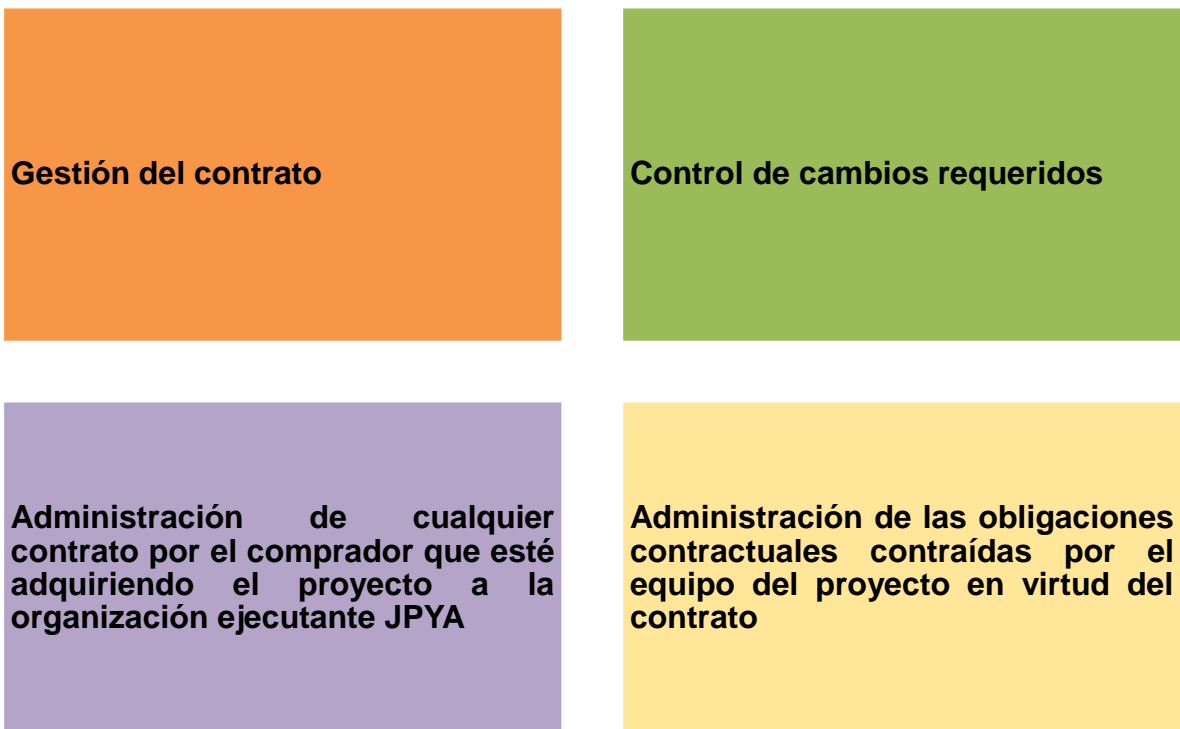 Gestión del contrato
Control de cambios requeridos
Administración de cualquier
contrato por el comprador que esté
adquiriendo el proyecto a la
organización ejecutante JPYA
Administración de las obligaciones
contractuales contraídas por el
equipo del proyecto en virtud del
contrato